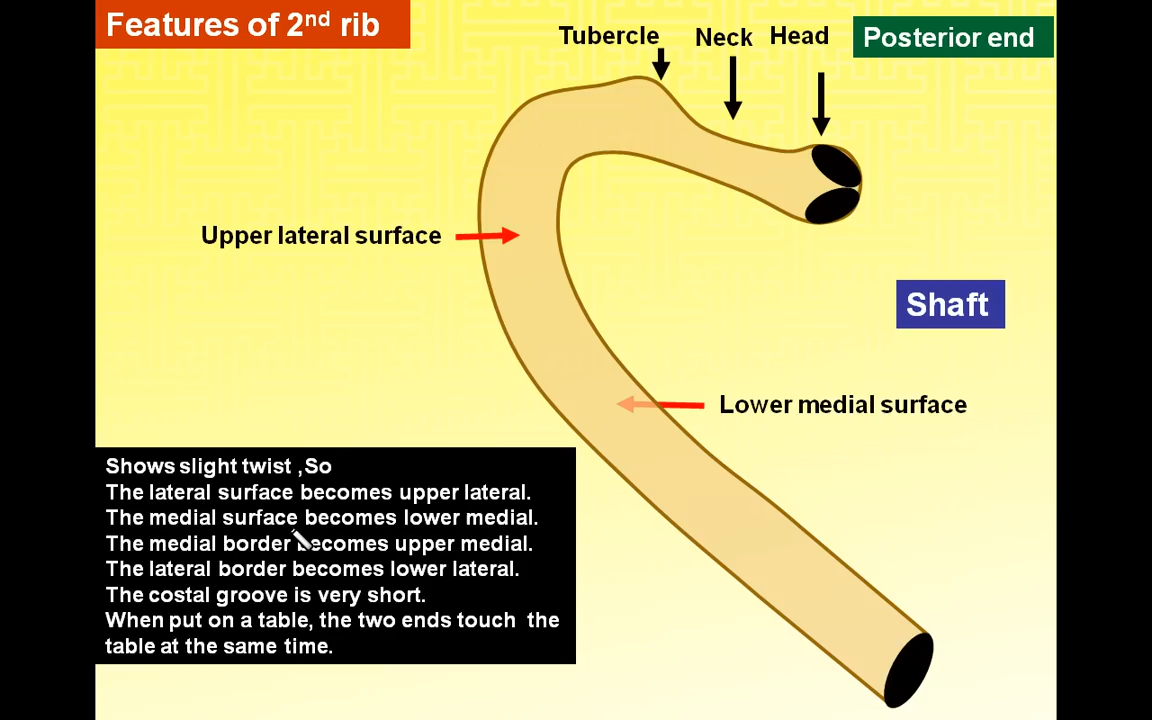 Features of 2nd rib
Tubercle
Neck
Head
Posterior end
Upper lateral surface
Shaft
Lower medial surface
Shows slight twist ,So
The lateral surface becomes upper lateral.
The medial surface becomes lower medial.
The medial border becomes upper medial.
The lateral border becomes lower lateral.
The costal groove is very short.
When put on a table, the two ends touch the
table at the same time.